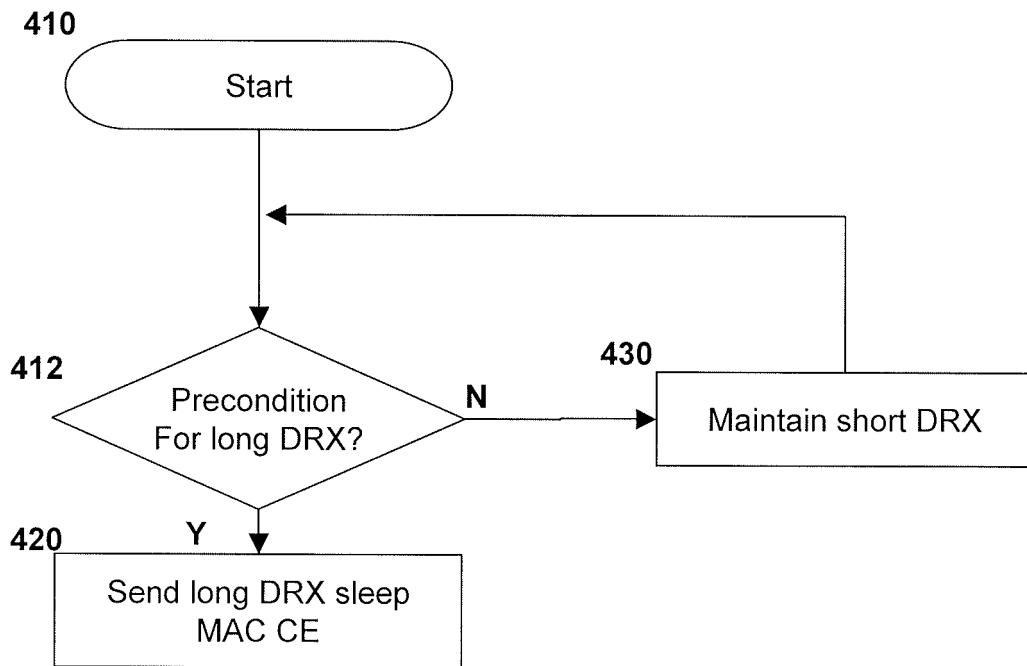 410
Start
412
Precondition
For long DRX?
N
430
Maintain short DRX
Y
420
Send long DRX sleep
MAC CE